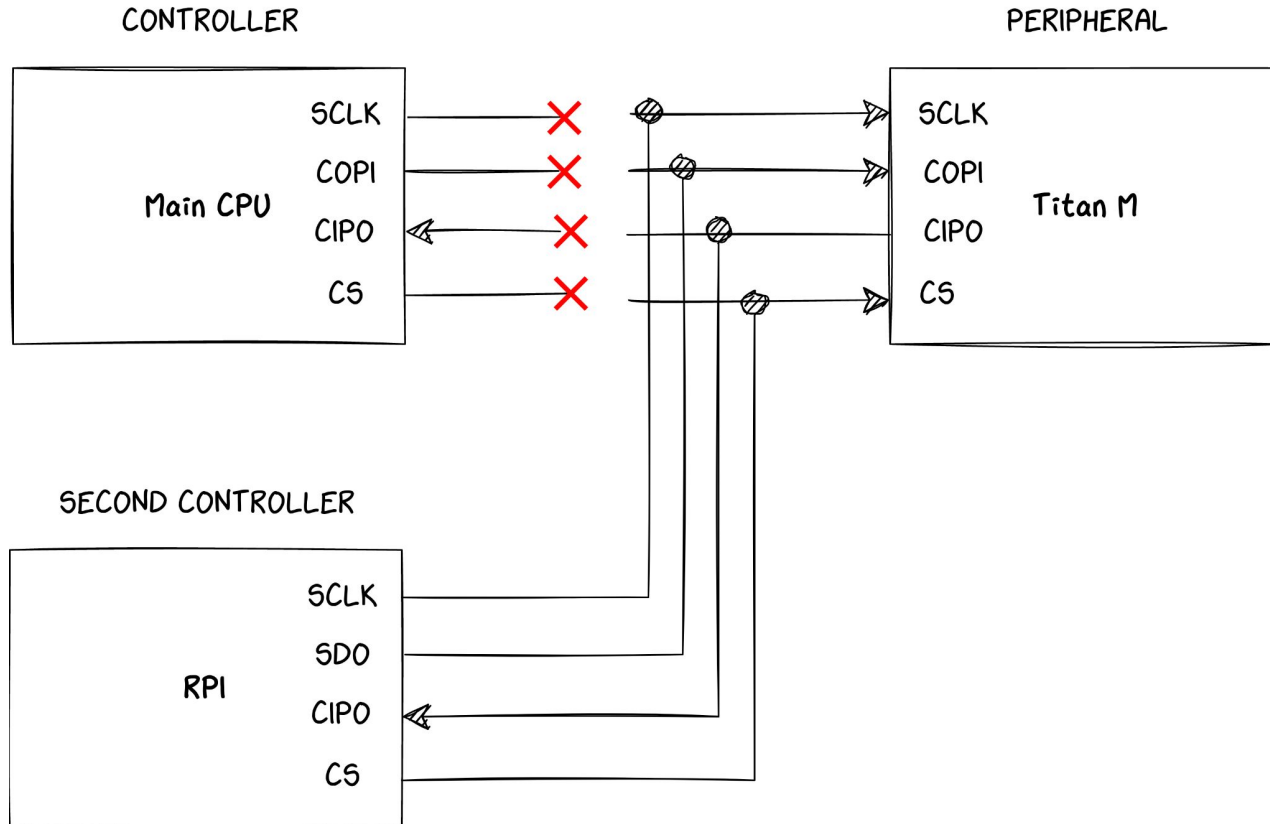 CONTROLLER
PERIPHERAL
SCLK
COPI
Main CPU
CIPO
CS
SCLK
COPI
Titan M
CIPO
CS
SECOND CONTROLLER
SCLK
SDO
RPI
CIPO
CS